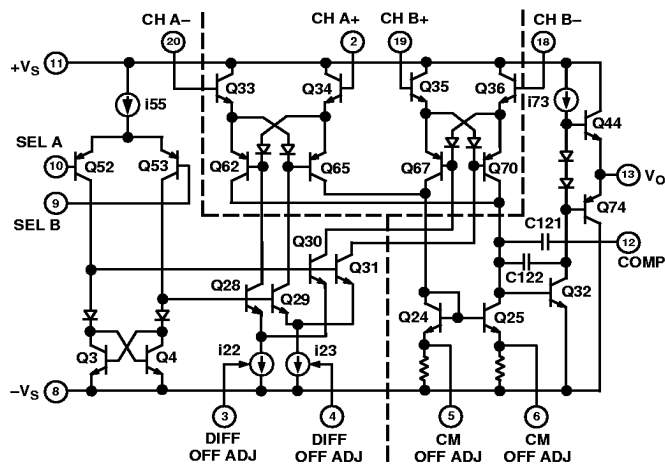 CH A– CH A+ CH B+ CH B–
20 2 19 18
+VS 11
Q33 Q34 Q35 Q36
i55 i73
Q44
SEL A
10 Q52 Q53 Q62 Q65 Q67 Q70
13 VO
9
SEL B
Q74
C121
12
COMP
C122
Q30 Q31
Q28 Q29 Q32
Q24 Q25
Q3 Q4
i22 i23
–VS 8
3 4 5 6
DIFF DIFF CM CM
OFF ADJ OFF ADJ OFF ADJ OFF ADJ